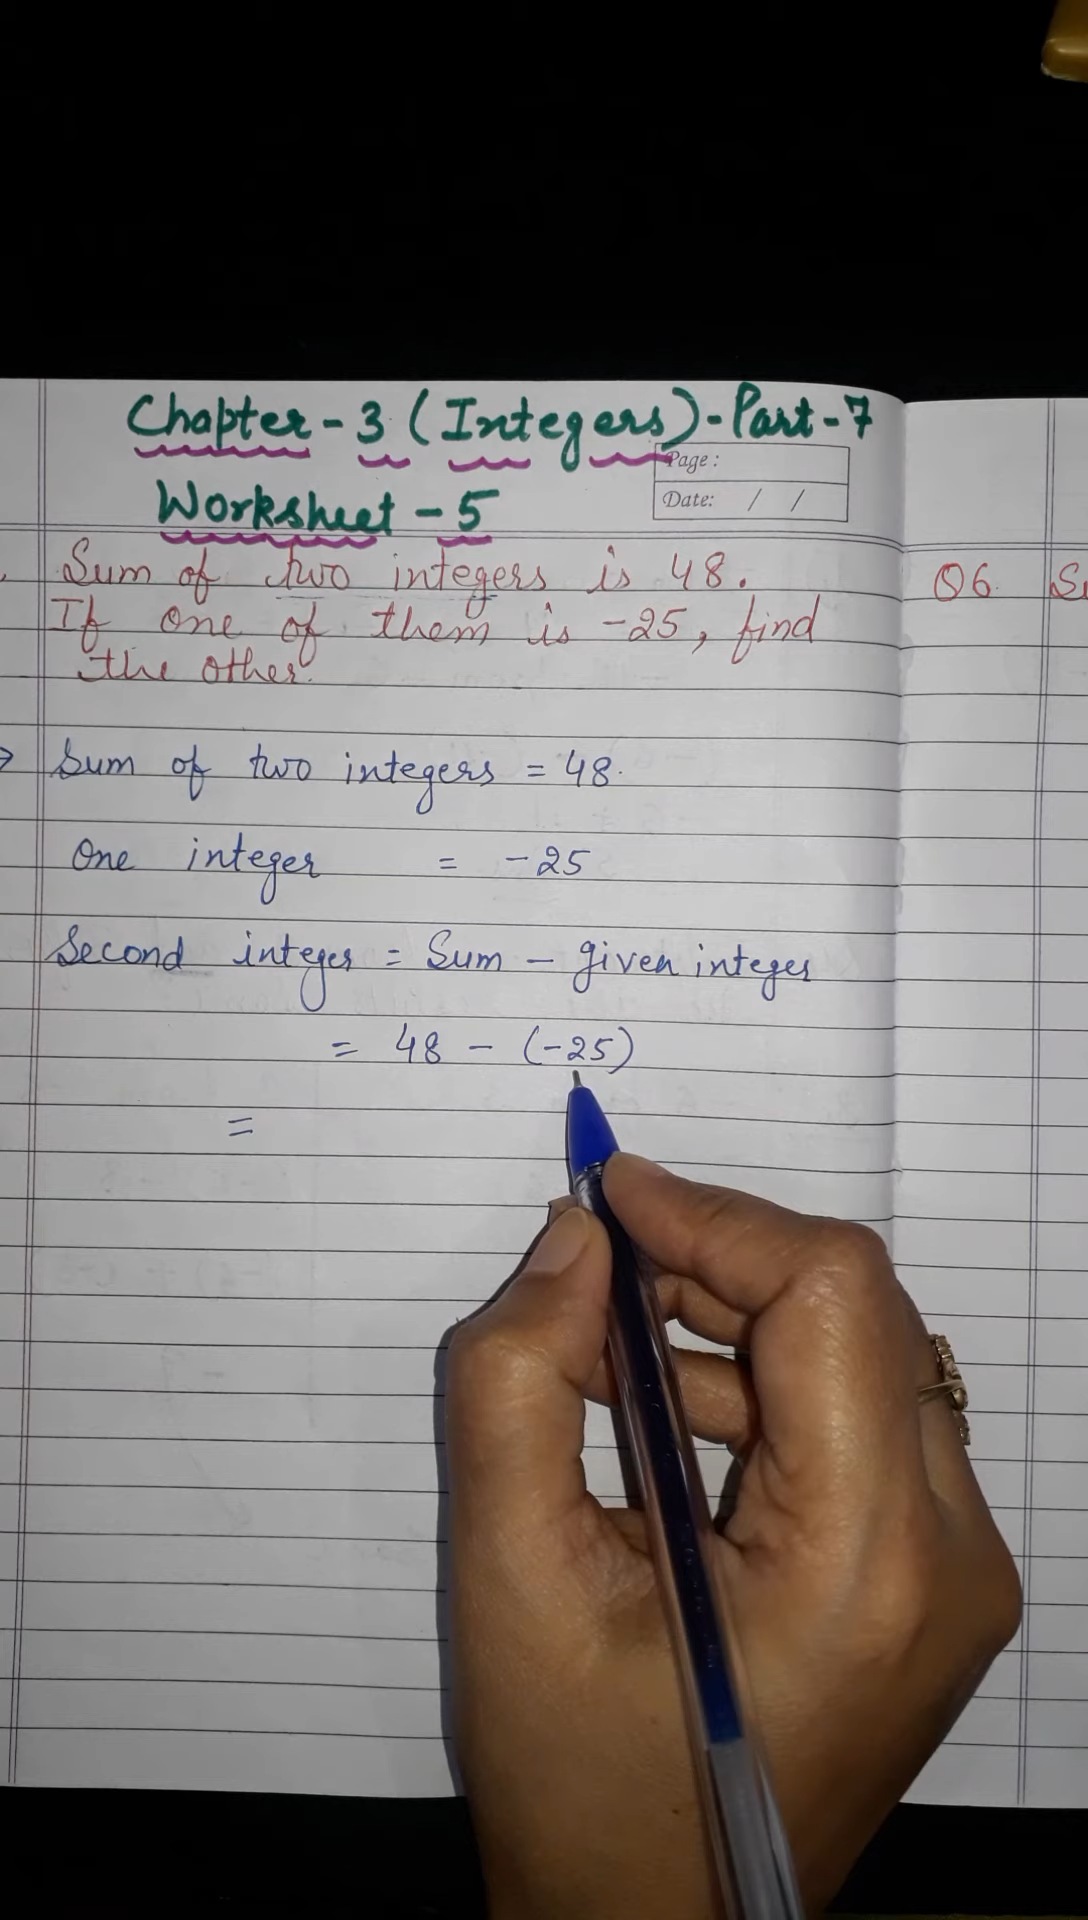 Chapter - 3 (Integers) - Part - 7
Page :
Worksheet - 5
Date: / /
Sum of two integers is 48.
If one of them is -25, find
the other.
Sum of two integers = 48.
One integer = -25
Second integer = Sum - given integer
= 48 - (-25)
=
Q6.